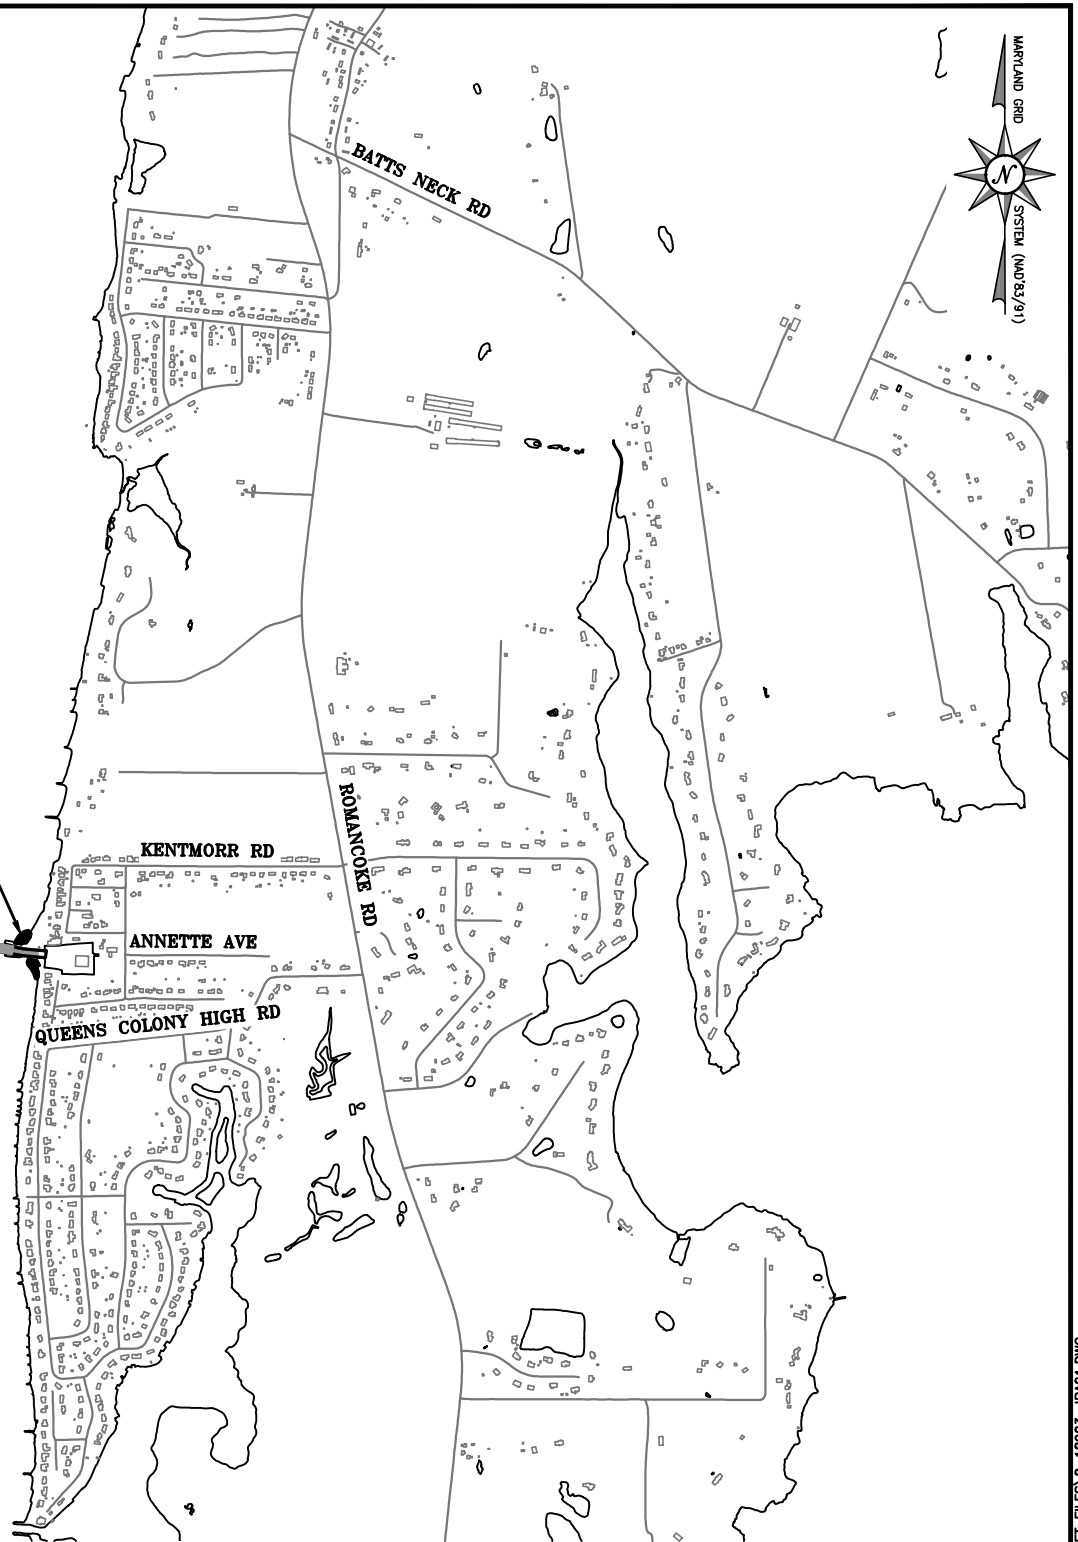 MARYLAND GRID
N
SYSTEM (NAD'83/91)
BATTS NECK RD
ROMANCOKE RD
KENTMORR RD
ANNETTE AVE
QUEENS COLONY HIGH RD